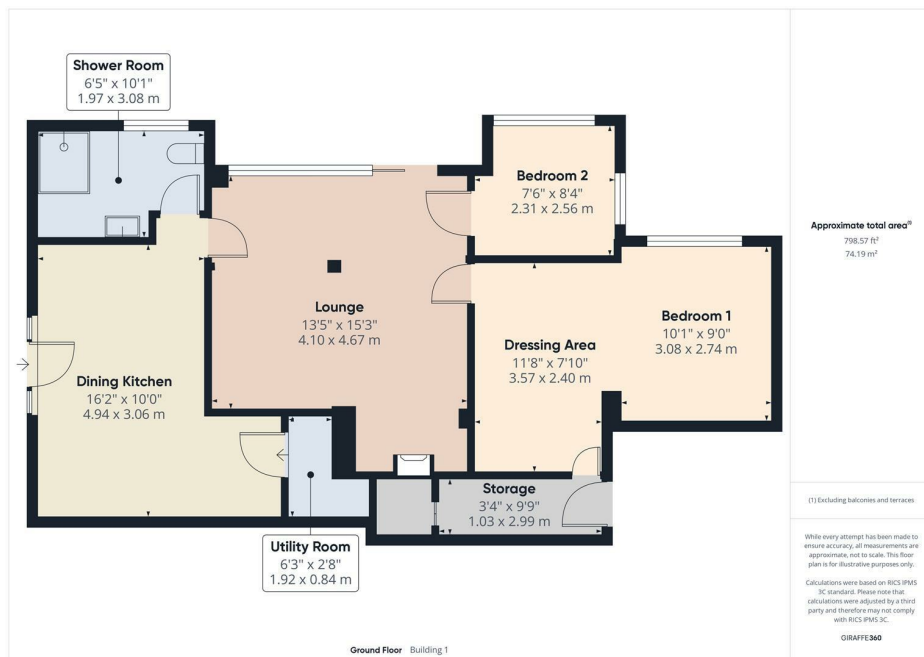 Shower Room
6'5" x 10'1"
1.97 x 3.08 m
Bedroom 2
7'6" x 8'4"
2.31 x 2.56 m
Lounge
13'5" x 15'3"
4.10 x 4.67 m
Bedroom 1
10'1" x 9'0"
3.08 x 2.74 m
Dressing Area
11'8" x 7'10"
3.57 x 2.40 m
Dining Kitchen
16'2" x 10'0"
4.94 x 3.06 m
Storage
3'4" x 9'9"
1.03 x 2.99 m
Utility Room
6'3" x 2'8"
1.92 x 0.84 m
Ground Floor Building 1
Approximate total area⁽¹⁾
798.57 ft²
74.19 m²
(1) Excluding balconies and terraces
While every attempt has been made to
ensure accuracy, all measurements are
approximate, not to scale. This floor
plan is for illustrative purposes only.
Calculations were based on RICS IPMS
3C standard. Please note that
calculations were adjusted by a third
party and therefore may not comply
with RICS IPMS 3C.
GIRAFFE360